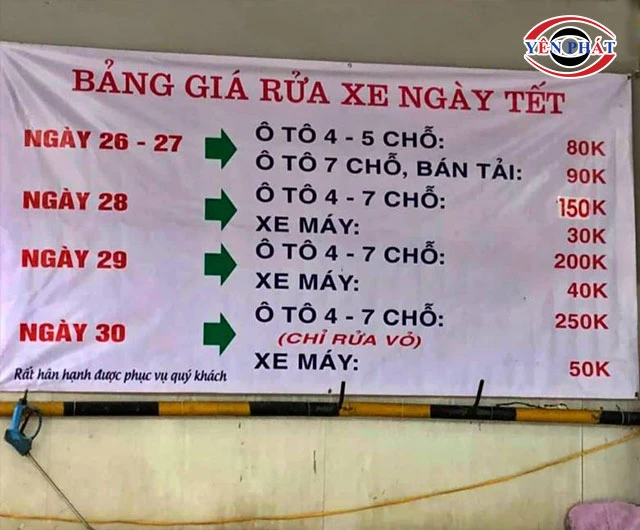 YÊN PHÁT
BẢNG GIÁ RỬA XE NGÀY TẾT
NGÀY 26 - 27 Ô TÔ 4 - 5 CHỖ: 80K
Ô TÔ 7 CHỖ, BÁN TẢI: 90K
NGÀY 28 Ô TÔ 4 - 7 CHỖ: 150K
XE MÁY: 30K
NGÀY 29 Ô TÔ 4 - 7 CHỖ: 200K
XE MÁY: 40K
NGÀY 30 Ô TÔ 4 - 7 CHỖ: 250K
(CHỈ RỬA VỎ)
XE MÁY: 50K
Rất hân hạnh được phục vụ quý khách